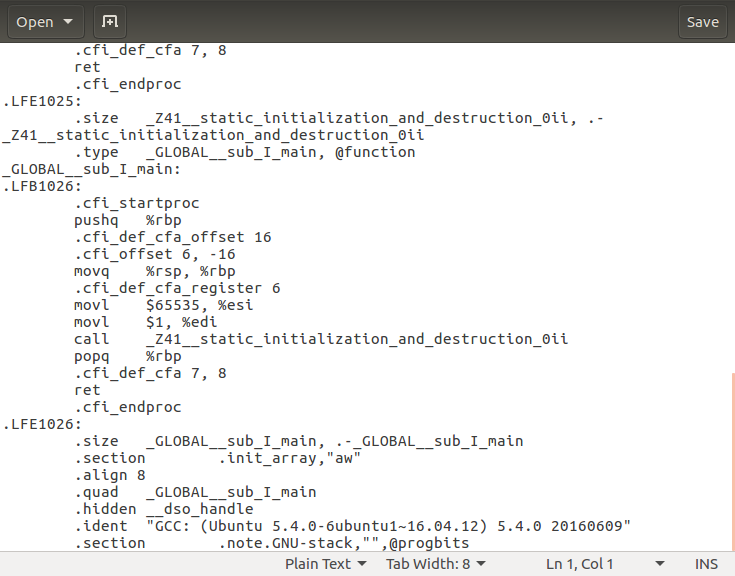 Open Save
.cfi_def_cfa 7, 8
ret
.cfi_endproc
.LFE1025:
.size _Z41__static_initialization_and_destruction_0ii, .-
_Z41__static_initialization_and_destruction_0ii
.type _GLOBAL__sub_I_main, @function
_GLOBAL__sub_I_main:
.LFB1026:
.cfi_startproc
pushq %rbp
.cfi_def_cfa_offset 16
.cfi_offset 6, -16
movq %rsp, %rbp
.cfi_def_cfa_register 6
movl $65535, %esi
movl $1, %edi
call _Z41__static_initialization_and_destruction_0ii
popq %rbp
.cfi_def_cfa 7, 8
ret
.cfi_endproc
.LFE1026:
.size _GLOBAL__sub_I_main, .-_GLOBAL__sub_I_main
.section .init_array,"aw"
.align 8
.quad _GLOBAL__sub_I_main
.hidden __dso_handle
.ident "GCC: (Ubuntu 5.4.0-6ubuntu1~16.04.12) 5.4.0 20160609"
.section .note.GNU-stack,"",@progbits
Plain Text Tab Width: 8 Ln 1, Col 1 INS